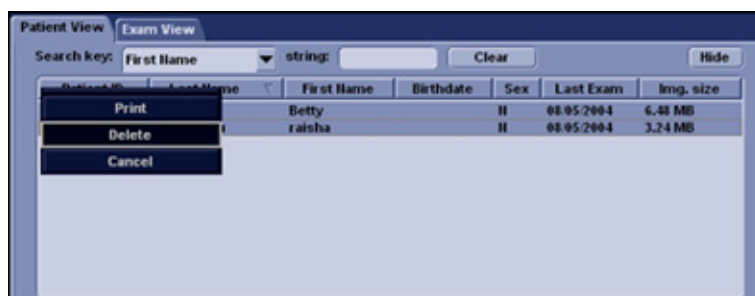 Patient View Exam View
Search key: First Name string: Clear Hide
First Name Birthdate Sex Last Exam Img. size
Print
Betty N 08/05/2004 6.48 MB
Delete
raisha N 08/05/2004 3.24 MB
Cancel